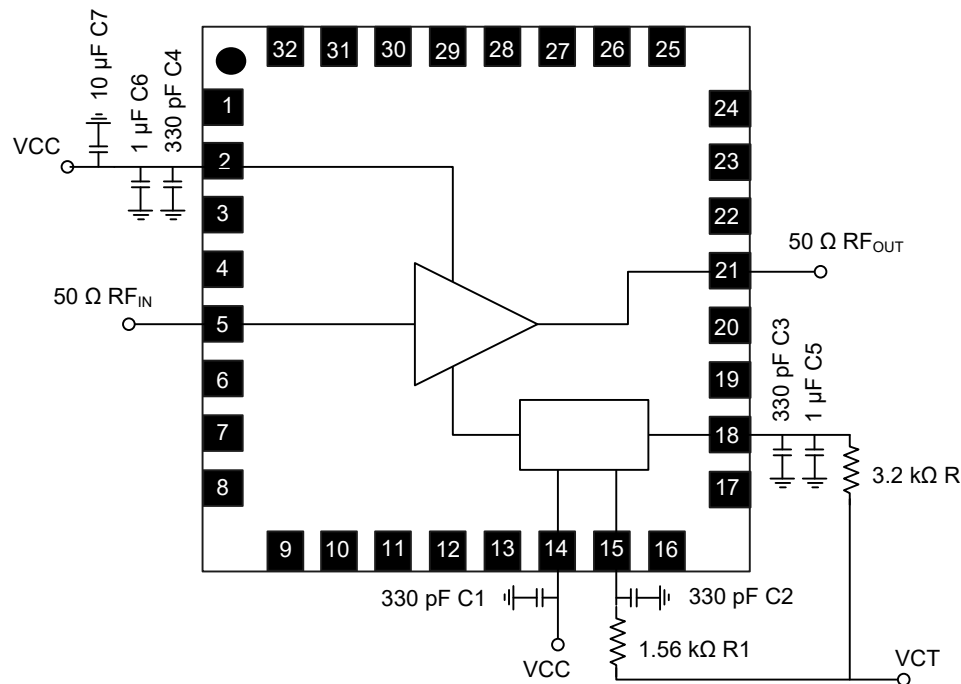 10 µF C7
1 µF C6
330 pF C4
VCC
32 31 30 29 28 27 26 25
1
2
3
4
5
6
7
8
24
23
22
21
20
19
18
17
50 Ω RFOUT
50 Ω RFIN
330 pF C3
1 µF C5
3.2 kΩ R
9 10 11 12 13 14 15 16
330 pF C1
330 pF C2
1.56 kΩ R1
VCC
VCT